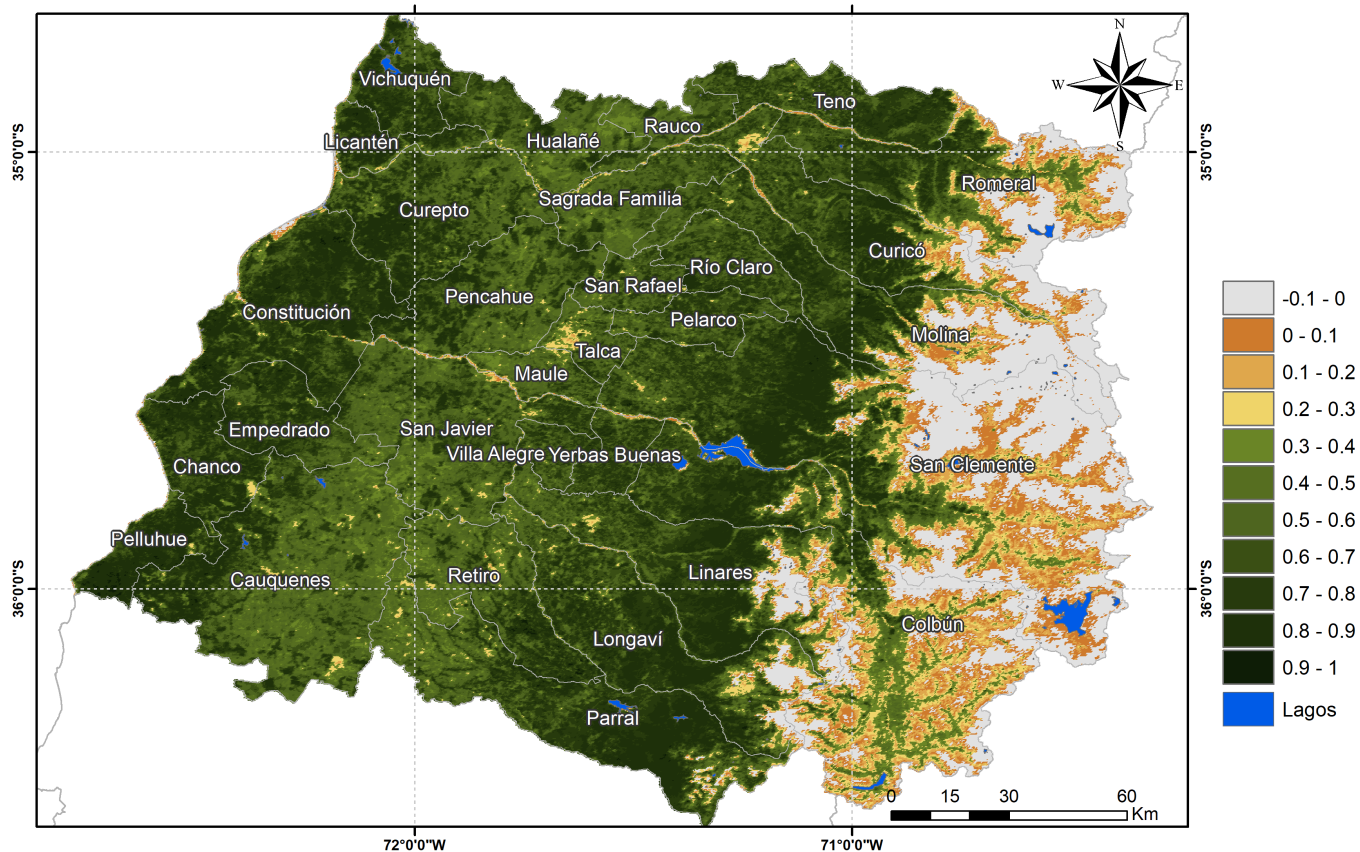 N
W
E
S
Vichuquén
Teno
Licantén
Hualañé
Rauco
35°0'0"S
35°0'0"S
Romeral
Sagrada Familia
Curepto
Curicó
Río Claro
San Rafael
Pencahue
Constitución
Pelarco
Molina
Talca
Maule
San Javier
Empedrado
Villa Alegre
Yerbas Buenas
Chanco
San Clemente
Pelluhue
Cauquenes
Retiro
Linares
36°0'0"S
36°0'0"S
Colbún
Longaví
Parral
0 15 30 60
Km
72°0'0"W
71°0'0"W
-0.1 - 0
0 - 0.1
0.1 - 0.2
0.2 - 0.3
0.3 - 0.4
0.4 - 0.5
0.5 - 0.6
0.6 - 0.7
0.7 - 0.8
0.8 - 0.9
0.9 - 1
Lagos